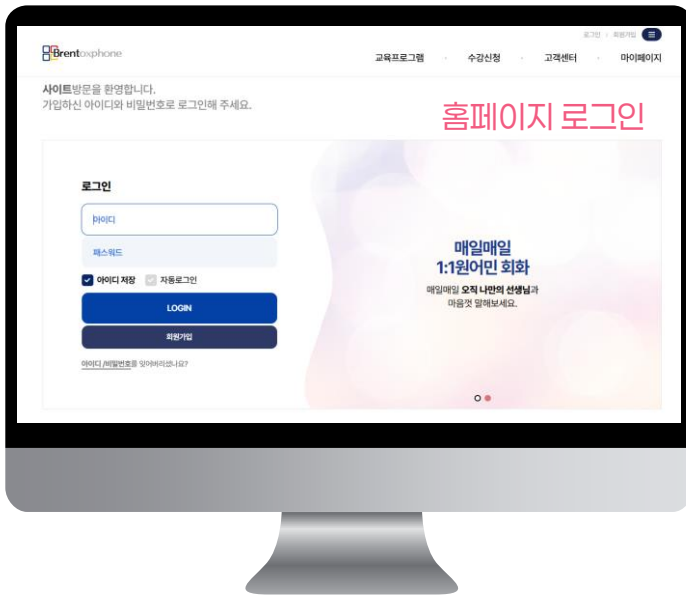 로그인 | 회원가입
Brentoxphone
교육프로그램 · 수강신청 · 고객센터 · 마이페이지
사이트방문을 환영합니다.
가입하신 아이디와 비밀번호로 로그인해 주세요.
홈페이지 로그인
로그인
아이디
패스워드
아이디 저장 자동로그인
LOGIN
회원가입
아이디 /비밀번호를 잊어버리셨나요?
매일매일
1:1원어민 회화
매일매일 오직 나만의 선생님과
마음껏 말해보세요.